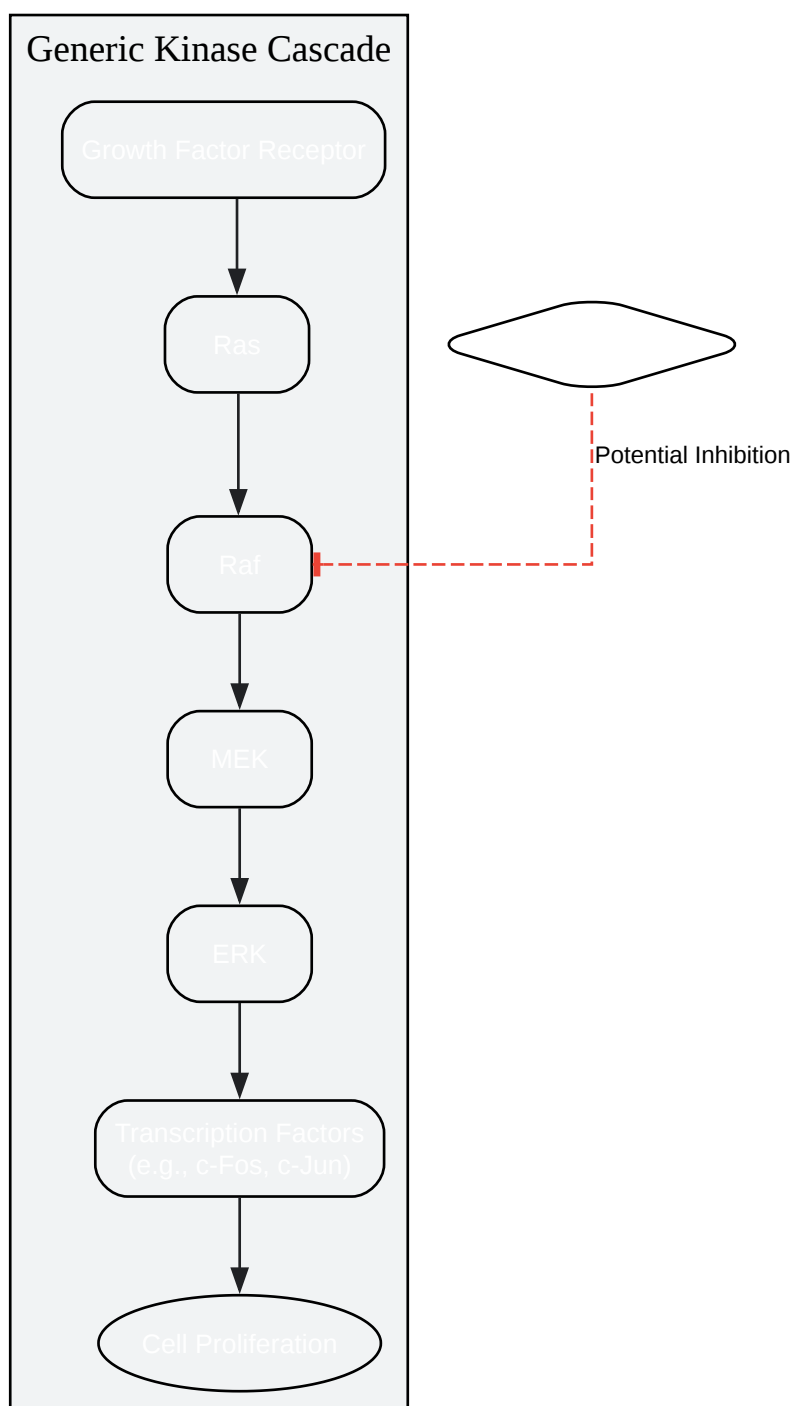 Generic Kinase Cascade
Growth Factor Receptor
Ras
Potential Inhibition
Raf
MEK
ERK
Transcription Factors
(e.g., c-Fos, c-Jun)
Cell Proliferation